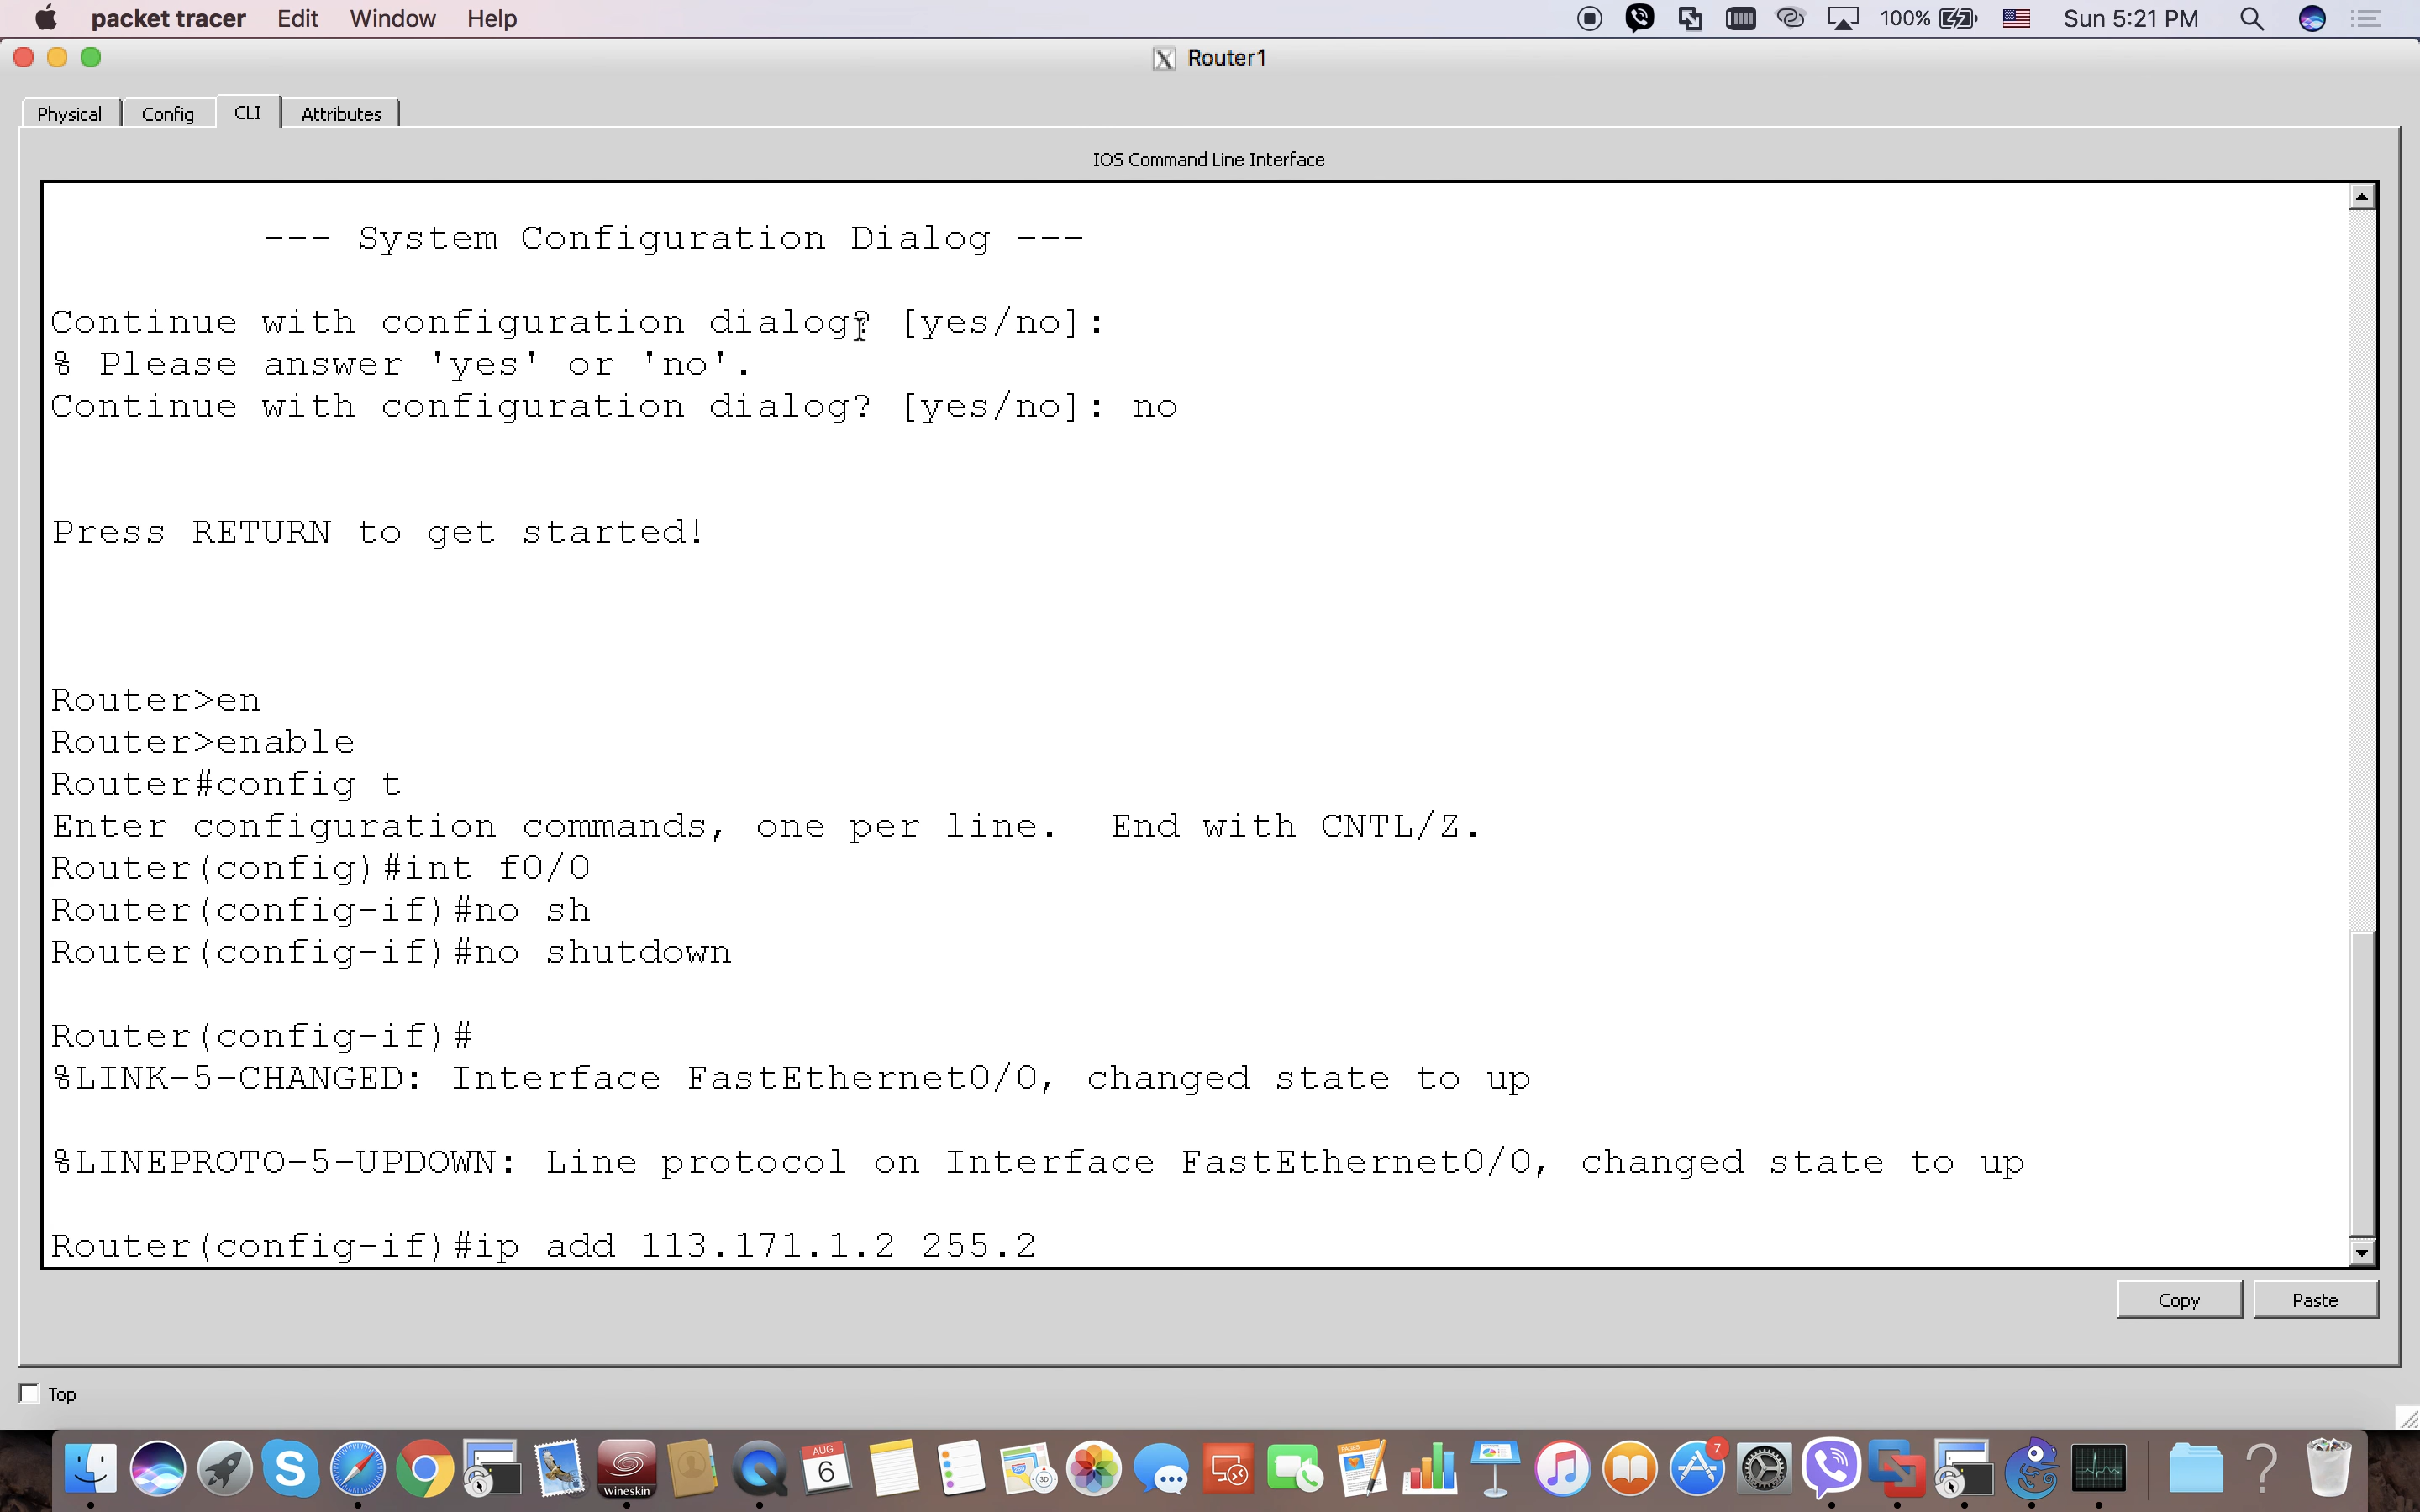 packet tracer Edit Window Help 100% Sun 5:21 PM
Router1
Physical Config CLI Attributes
IOS Command Line Interface
--- System Configuration Dialog ---
Continue with configuration dialog? [yes/no]:
% Please answer 'yes' or 'no'.
Continue with configuration dialog? [yes/no]: no
Press RETURN to get started!
Router>en
Router>enable
Router#config t
Enter configuration commands, one per line.  End with CNTL/Z.
Router(config)#int f0/0
Router(config-if)#no sh
Router(config-if)#no shutdown
Router(config-if)#
%LINK-5-CHANGED: Interface FastEthernet0/0, changed state to up
%LINEPROTO-5-UPDOWN: Line protocol on Interface FastEthernet0/0, changed state to up
Router(config-if)#ip add 113.171.1.2 255.2
Copy Paste
Top
Wineskin
AUG
6
3D
PAGES
7